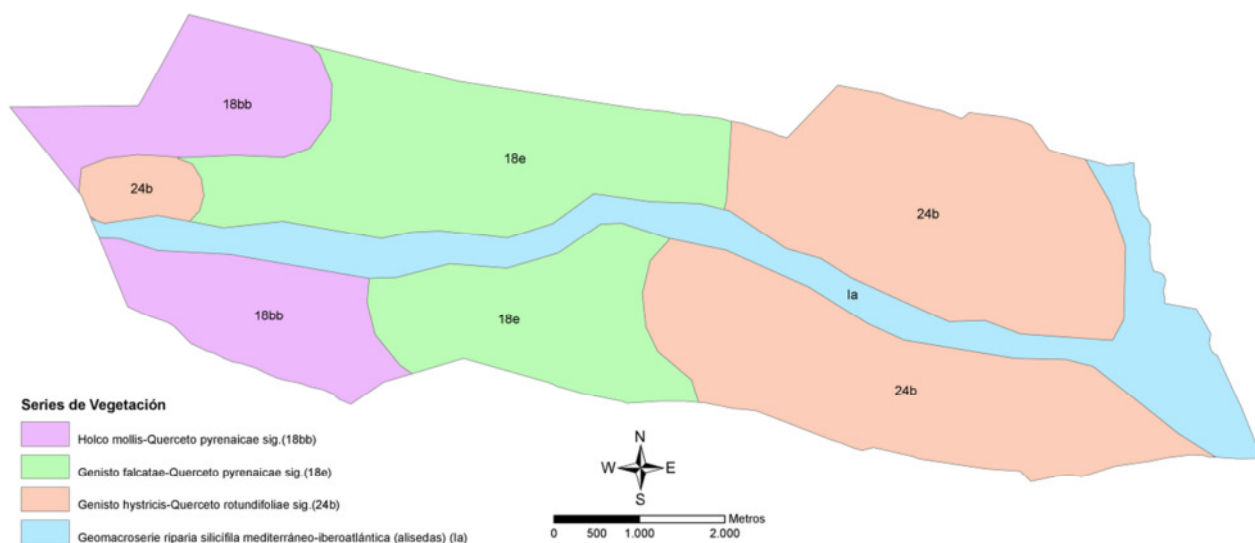 18bb
18e
24b
24b
Ia
18bb
18e
24b
Series de Vegetación
Holco mollis-Querceto pyrenaicae sig.(18bb)
Genisto falcatae-Querceto pyrenaicae sig.(18e)
Genisto hystricis-Querceto rotundifoliae sig.(24b)
Geomacroserie riparia silicífila mediterráneo-iberoatlántica (alisedas) (Ia)
N
W E
S
Metros
0 500 1.000 2.000